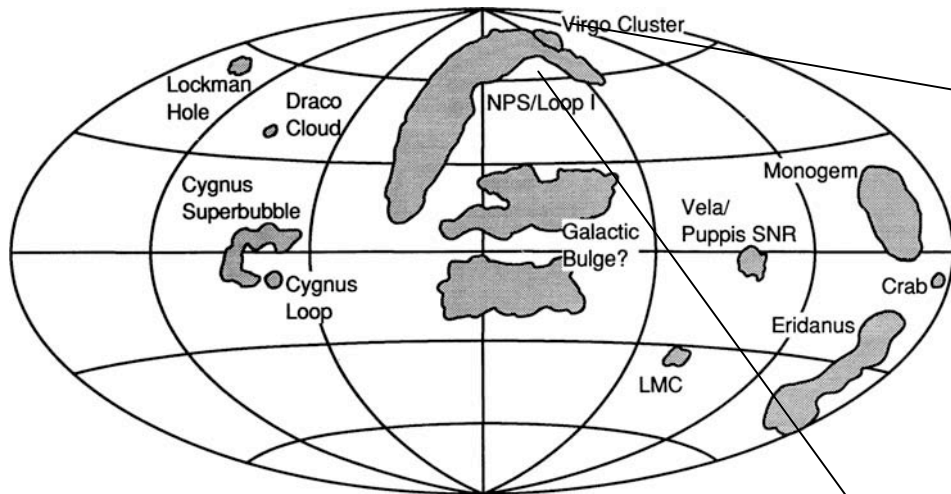 Virgo Cluster
Lockman
Hole
Draco
Cloud
NPS/Loop I
Monogem
Cygnus
Superbubble
Vela/
Puppis SNR
Galactic
Bulge?
Cygnus
Loop
Crab
Eridanus
LMC